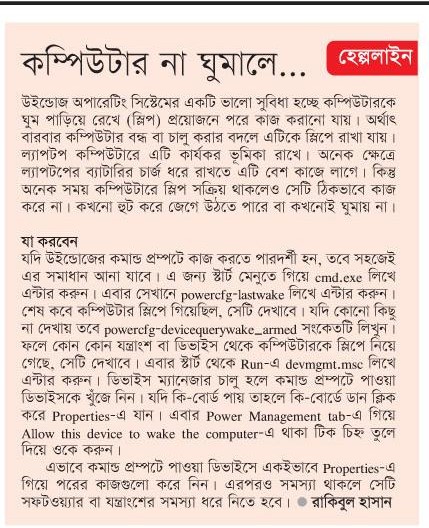 কম্পিউটার না ঘুমালে...
হেল্পলাইন
উইন্ডোজ অপারেটিং সিস্টেমের একটি ভালো সুবিধা হচ্ছে কম্পিউটারকে
ঘুম পাড়িয়ে রেখে (স্লিপ) প্রয়োজনে পরে কাজ করানো যায়। অর্থাৎ
বারবার কম্পিউটার বন্ধ বা চালু করার বদলে এটিকে স্লিপে রাখা যায়।
ল্যাপটপ কম্পিউটারে এটি কার্যকর ভূমিকা রাখে। অনেক ক্ষেত্রে
ল্যাপটপের ব্যাটারির চার্জ ধরে রাখতে এটি বেশ কাজে লাগে। কিন্তু
অনেক সময় কম্পিউটারে স্লিপ সক্রিয় থাকলেও সেটি ঠিকভাবে কাজ
করে না। কখনো হুট করে জেগে উঠতে পারে বা কখনোই ঘুমায় না।
যা করবেন
যদি উইন্ডোজের কমান্ড প্রম্পটে কাজ করতে পারদর্শী হন, তবে সহজেই
এর সমাধান আনা যাবে। এ জন্য স্টার্ট মেনুতে গিয়ে cmd.exe লিখে
এন্টার করুন। এবার সেখানে powercfg-lastwake লিখে এন্টার করুন।
শেষ কবে কম্পিউটার স্লিপে গিয়েছিল, সেটি দেখাবে। যদি কোনো কিছু
না দেখায় তবে powercfg-devicequerywake_armed সংকেতটি লিখুন।
ফলে কোন কোন যন্ত্রাংশ বা ডিভাইস থেকে কম্পিউটারকে স্লিপে নিয়ে
গেছে, সেটি দেখাবে। এবার স্টার্ট থেকে Run-এ devmgmt.msc লিখে
এন্টার করুন। ডিভাইস ম্যানেজার চালু হলে কমান্ড প্রম্পটে পাওয়া
ডিভাইসকে খুঁজে নিন। যদি কি-বোর্ড পায় তাহলে কি-বোর্ডে ডান ক্লিক
করে Properties-এ যান। এবার Power Management tab-এ গিয়ে
Allow this device to wake the computer-এ থাকা টিক চিহ্ন তুলে
দিয়ে ওকে করুন।
এভাবে কমান্ড প্রম্পটে পাওয়া ডিভাইসে একইভাবে Properties-এ
গিয়ে পরের কাজগুলো করে নিন। এরপরও সমস্যা থাকলে সেটি
সফটওয়্যার বা যন্ত্রাংশের সমস্যা ধরে নিতে হবে। ● রাকিবুল হাসান